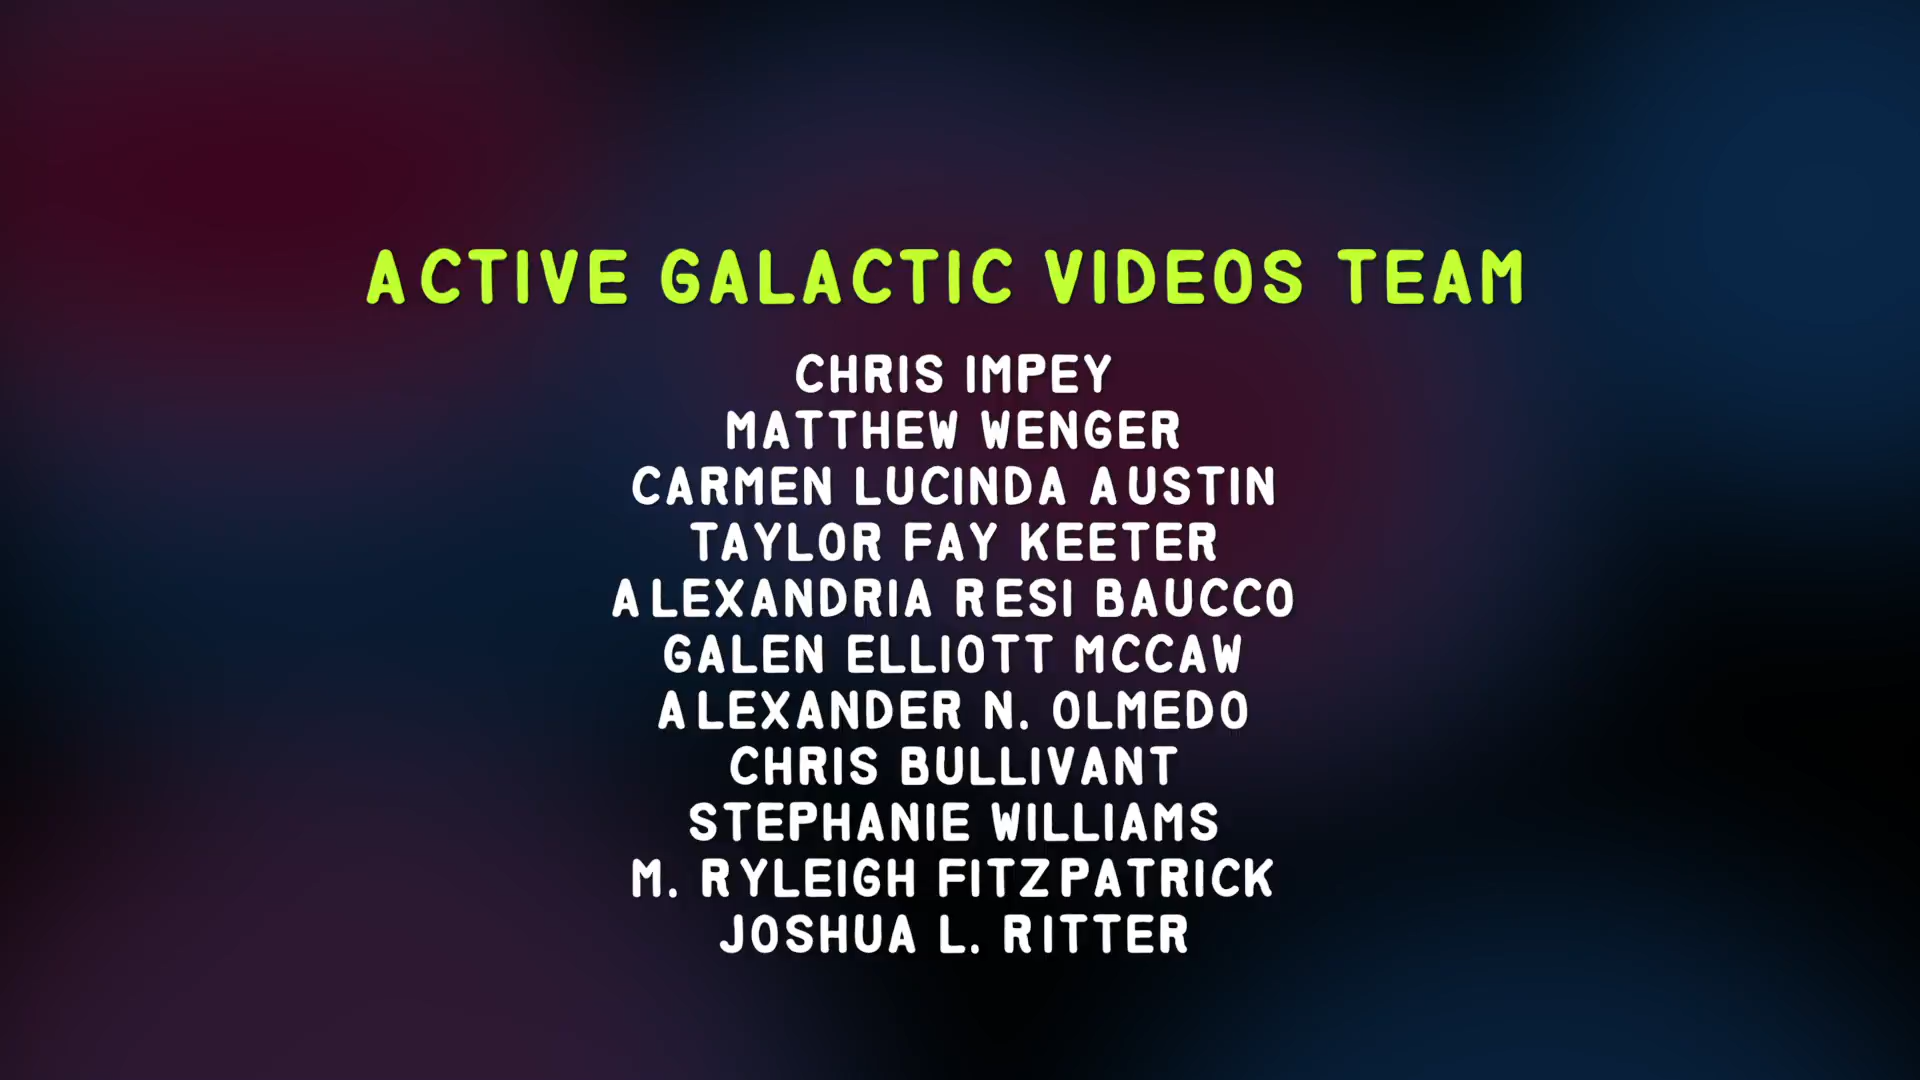 ACTIVE GALACTIC VIDEOS TEAM
CHRIS IMPEY
MATTHEW WENGER
CARMEN LUCINDA AUSTIN
TAYLOR FAY KEETER
ALEXANDRIA RESI BAUCCO
GALEN ELLIOTT MCCAW
ALEXANDER N. OLMEDO
CHRIS BULLIVANT
STEPHANIE WILLIAMS
M. RYLEIGH FITZPATRICK
JOSHUA L. RITTER